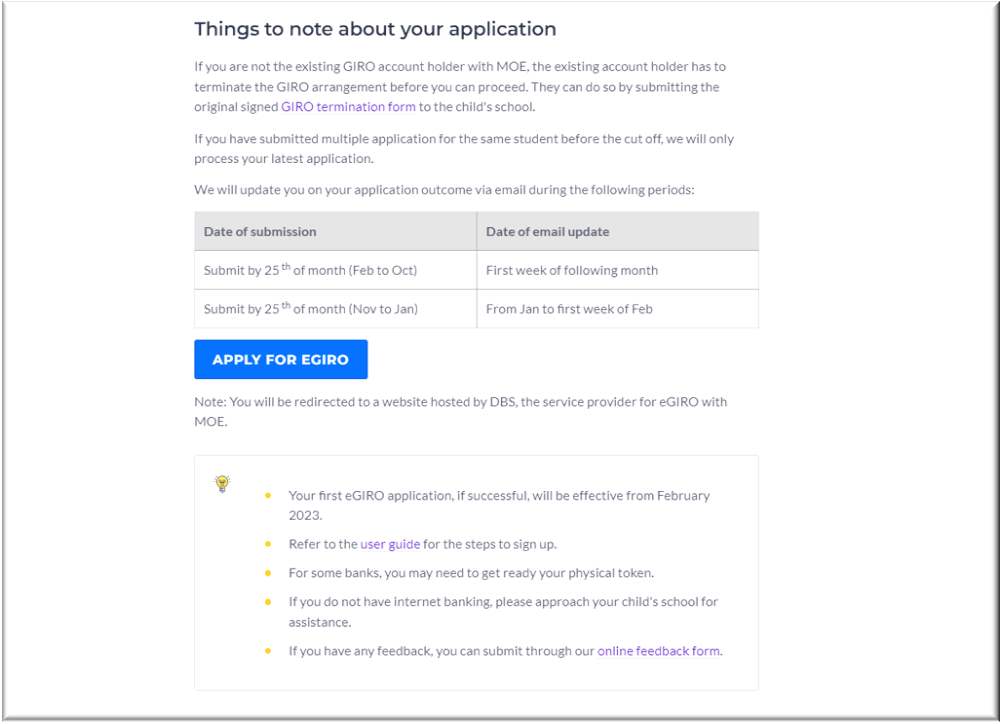 Things to note about your application
If you are not the existing GIRO account holder with MOE, the existing account holder has to
terminate the GIRO arrangement before you can proceed. They can do so by submitting the
original signed GIRO termination form to the child's school.
If you have submitted multiple application for the same student before the cut off, we will only
process your latest application.
We will update you on your application outcome via email during the following periods:
Date of submission Date of email update
Submit by 25th of month (Feb to Oct) First week of following month
Submit by 25th of month (Nov to Jan) From Jan to first week of Feb
APPLY FOR EGIRO
Note: You will be redirected to a website hosted by DBS, the service provider for eGIRO with
MOE.
Your first eGIRO application, if successful, will be effective from February
2023.
Refer to the user guide for the steps to sign up.
For some banks, you may need to get ready your physical token.
If you do not have internet banking, please approach your child's school for
assistance.
If you have any feedback, you can submit through our online feedback form.